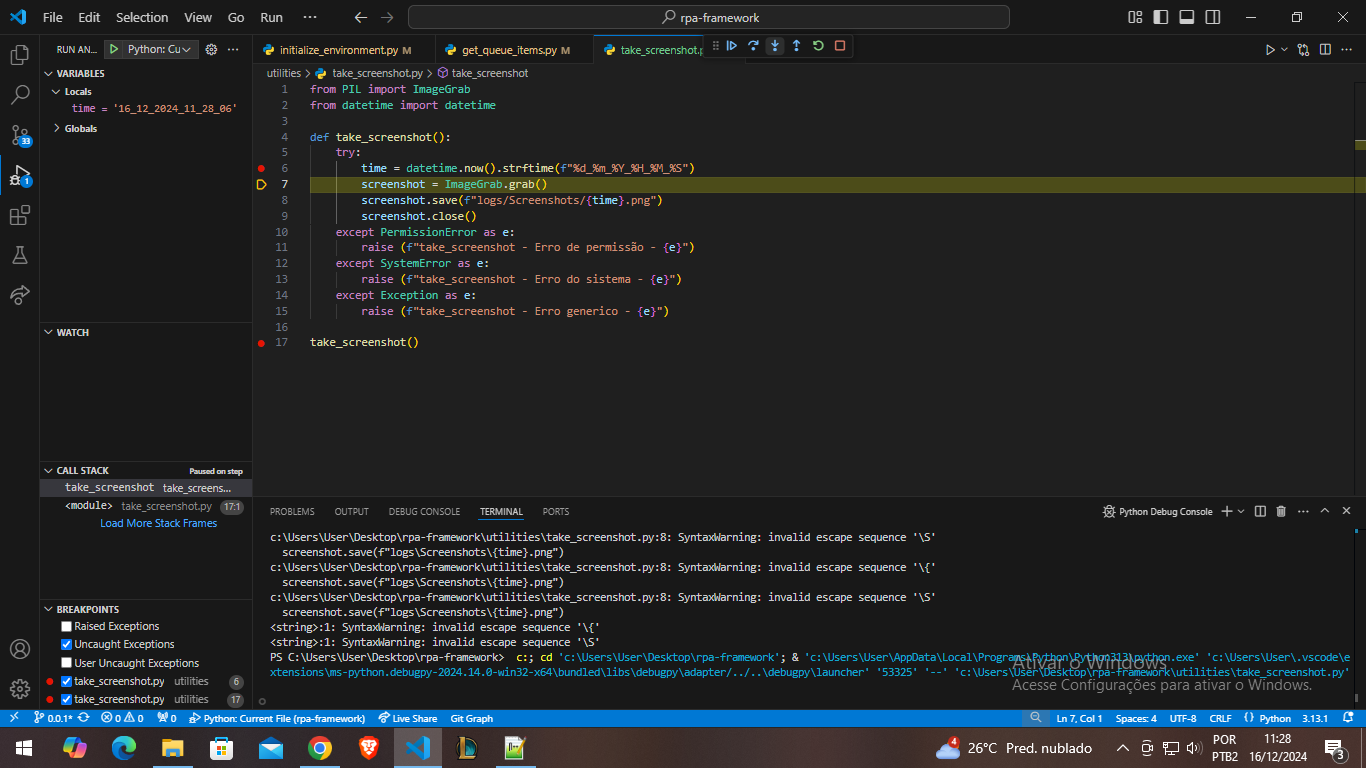 File Edit Selection View Go Run ··· rpa-framework
RUN AN... Python: Cu
initialize_environment.py M get_queue_items.py M take_screenshot.p
VARIABLES
Locals
time = '16_12_2024_11_28_06'
Globals
WATCH
CALL STACK Paused on step
take_screenshot take_screens...
<module> take_screenshot.py 17:1
Load More Stack Frames
BREAKPOINTS
Raised Exceptions
Uncaught Exceptions
User Uncaught Exceptions
take_screenshot.py utilities 6
take_screenshot.py utilities 17
33
1
utilities > take_screenshot.py > take_screenshot
1 from PIL import ImageGrab
2 from datetime import datetime
3
4 def take_screenshot():
5 try:
6 time = datetime.now().strftime(f"%d_%m_%Y_%H_%M_%S")
7 screenshot = ImageGrab.grab()
8 screenshot.save(f"logs/Screenshots/{time}.png")
9 screenshot.close()
10 except PermissionError as e:
11 raise (f"take_screenshot - Erro de permissão - {e}")
12 except SystemError as e:
13 raise (f"take_screenshot - Erro do sistema - {e}")
14 except Exception as e:
15 raise (f"take_screenshot - Erro generico - {e}")
16
17 take_screenshot()
PROBLEMS OUTPUT DEBUG CONSOLE TERMINAL PORTS Python Debug Console
c:\Users\User\Desktop\rpa-framework\utilities\take_screenshot.py:8: SyntaxWarning: invalid escape sequence '\S'
screenshot.save(f"logs\Screenshots\{time}.png")
c:\Users\User\Desktop\rpa-framework\utilities\take_screenshot.py:8: SyntaxWarning: invalid escape sequence '\{'
screenshot.save(f"logs\Screenshots\{time}.png")
c:\Users\User\Desktop\rpa-framework\utilities\take_screenshot.py:8: SyntaxWarning: invalid escape sequence '\S'
screenshot.save(f"logs\Screenshots\{time}.png")
<string>:1: SyntaxWarning: invalid escape sequence '\{'
<string>:1: SyntaxWarning: invalid escape sequence '\S'
PS C:\Users\User\Desktop\rpa-framework> c:; cd 'c:\Users\User\Desktop\rpa-framework'; & 'c:\Users\User\AppData\Local\Programs\Python\Python313\python.exe' 'c:\Users\User\.vscode\e
xtensions\ms-python.debugpy-2024.14.0-win32-x64\bundled\libs\debugpy\adapter/../..\debugpy\launcher' '53325' '--' 'c:\Users\User\Desktop\rpa-framework\utilities\take_screenshot.py'
Ativar o Windows
Acesse Configurações para ativar o Windows.
0.0.1* 0 0 0 Python: Current File (rpa-framework) Live Share Git Graph Ln 7, Col 1 Spaces: 4 UTF-8 CRLF Python 3.13.1
4 26°C Pred. nublado POR 11:28
PTB2 16/12/2024 3